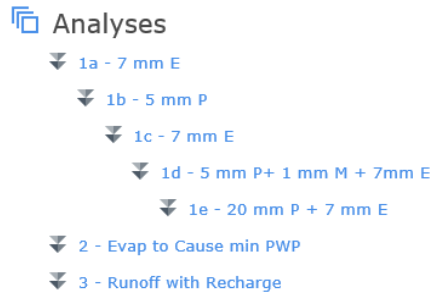 Analyses
1a - 7 mm E
1b - 5 mm P
1c - 7 mm E
1d - 5 mm P+ 1 mm M + 7mm E
1e - 20 mm P + 7 mm E
2 - Evap to Cause min PWP
3 - Runoff with Recharge